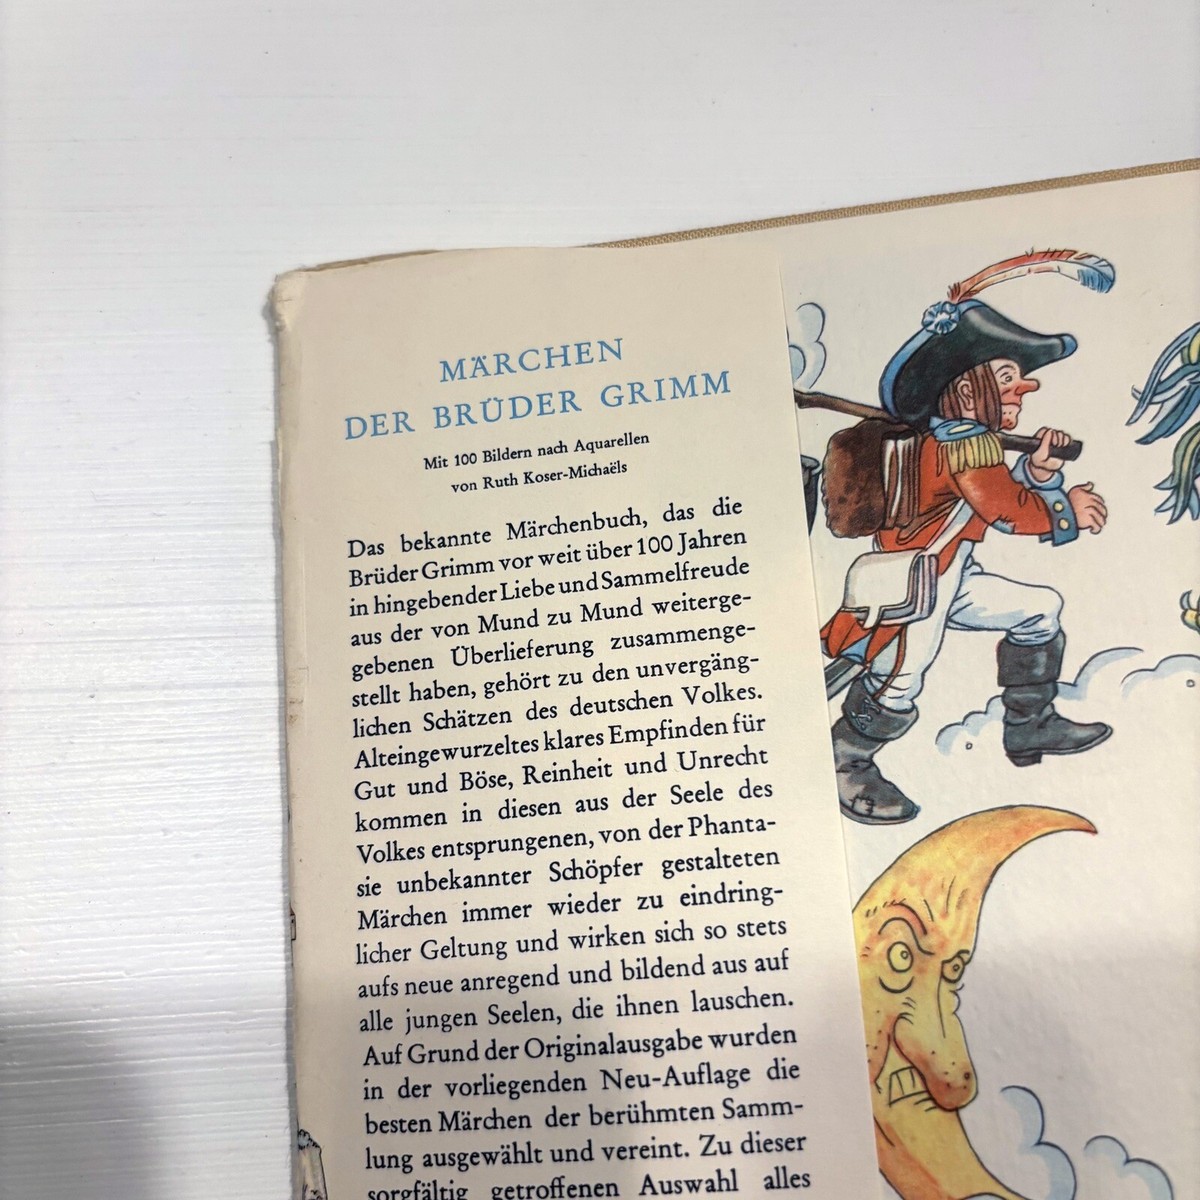 MÄRCHEN
DER BRÜDER GRIMM
Mit 100 Bildern nach Aquarellen
von Ruth Koser-Michaëls
Das bekannte Märchenbuch, das die
Brüder Grimm vor weit über 100 Jahren
in hingebender Liebe und Sammelfreude
aus der von Mund zu Mund weiterge-
gebenen Überlieferung zusammenge-
stellt haben, gehört zu den unvergäng-
lichen Schätzen des deutschen Volkes.
Alteingewurzeltes klares Empfinden für
Gut und Böse, Reinheit und Unrecht
kommen in diesen aus der Seele des
Volkes entsprungenen, von der Phanta-
sie unbekannter Schöpfer gestalteten
Märchen immer wieder zu eindring-
licher Geltung und wirken sich so stets
aufs neue anregend und bildend aus auf
alle jungen Seelen, die ihnen lauschen.
Auf Grund der Originalausgabe wurden
in der vorliegenden Neu-Auflage die
besten Märchen der berühmten Samm-
lung ausgewählt und vereint. Zu dieser
sorgfältig getroffenen Auswahl alles